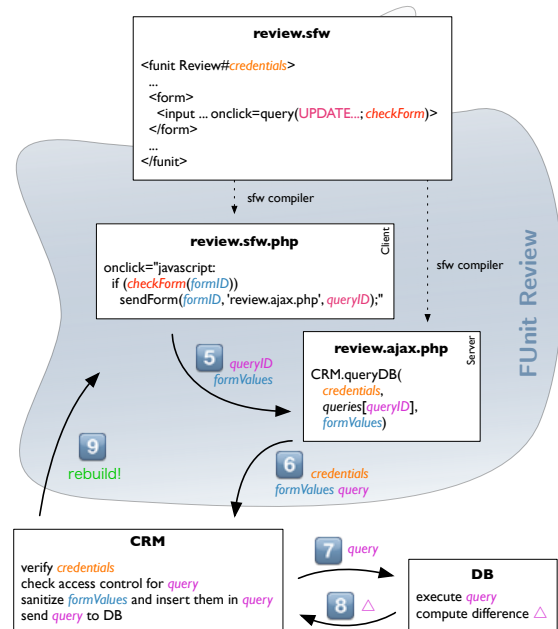 review.sfw
<funit Review#credentials>
...
<form>
<input ... onclick=query(UPDATE...; checkForm)>
</form>
...
</funit>
sfw compiler
sfw compiler
review.sfw.php
Client
onclick="javascript:
if (checkForm(formID))
sendForm(formID, 'review.ajax.php', queryID);"
FUnit Review
review.ajax.php
Server
CRM.queryDB(
credentials,
queries[queryID],
formValues)
5 queryID
formValues
9
rebuild!
6 credentials
formValues query
CRM
verify credentials
check access control for query
sanitize formValues and insert them in query
send query to DB
7 query
8 △
DB
execute query
compute difference △